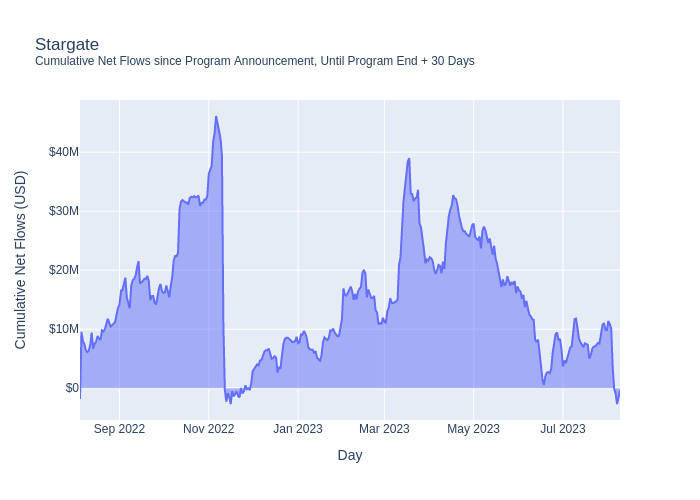 Stargate
Cumulative Net Flows since Program Announcement, Until Program End + 30 Days
Cumulative Net Flows (USD)
$40M
$30M
$20M
$10M
$0
Sep 2022 Nov 2022 Jan 2023 Mar 2023 May 2023 Jul 2023
Day